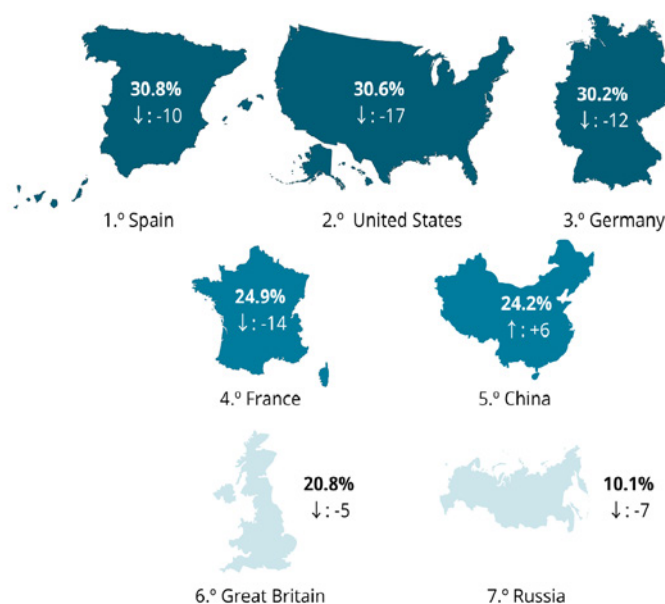 30.8%
↓: -10
30.6%
↓: -17
30.2%
↓: -12
1.º Spain
2.º United States
3.º Germany
24.9%
↓: -14
24.2%
↑: +6
4.º France
5.º China
20.8%
↓: -5
10.1%
↓: -7
6.º Great Britain
7.º Russia